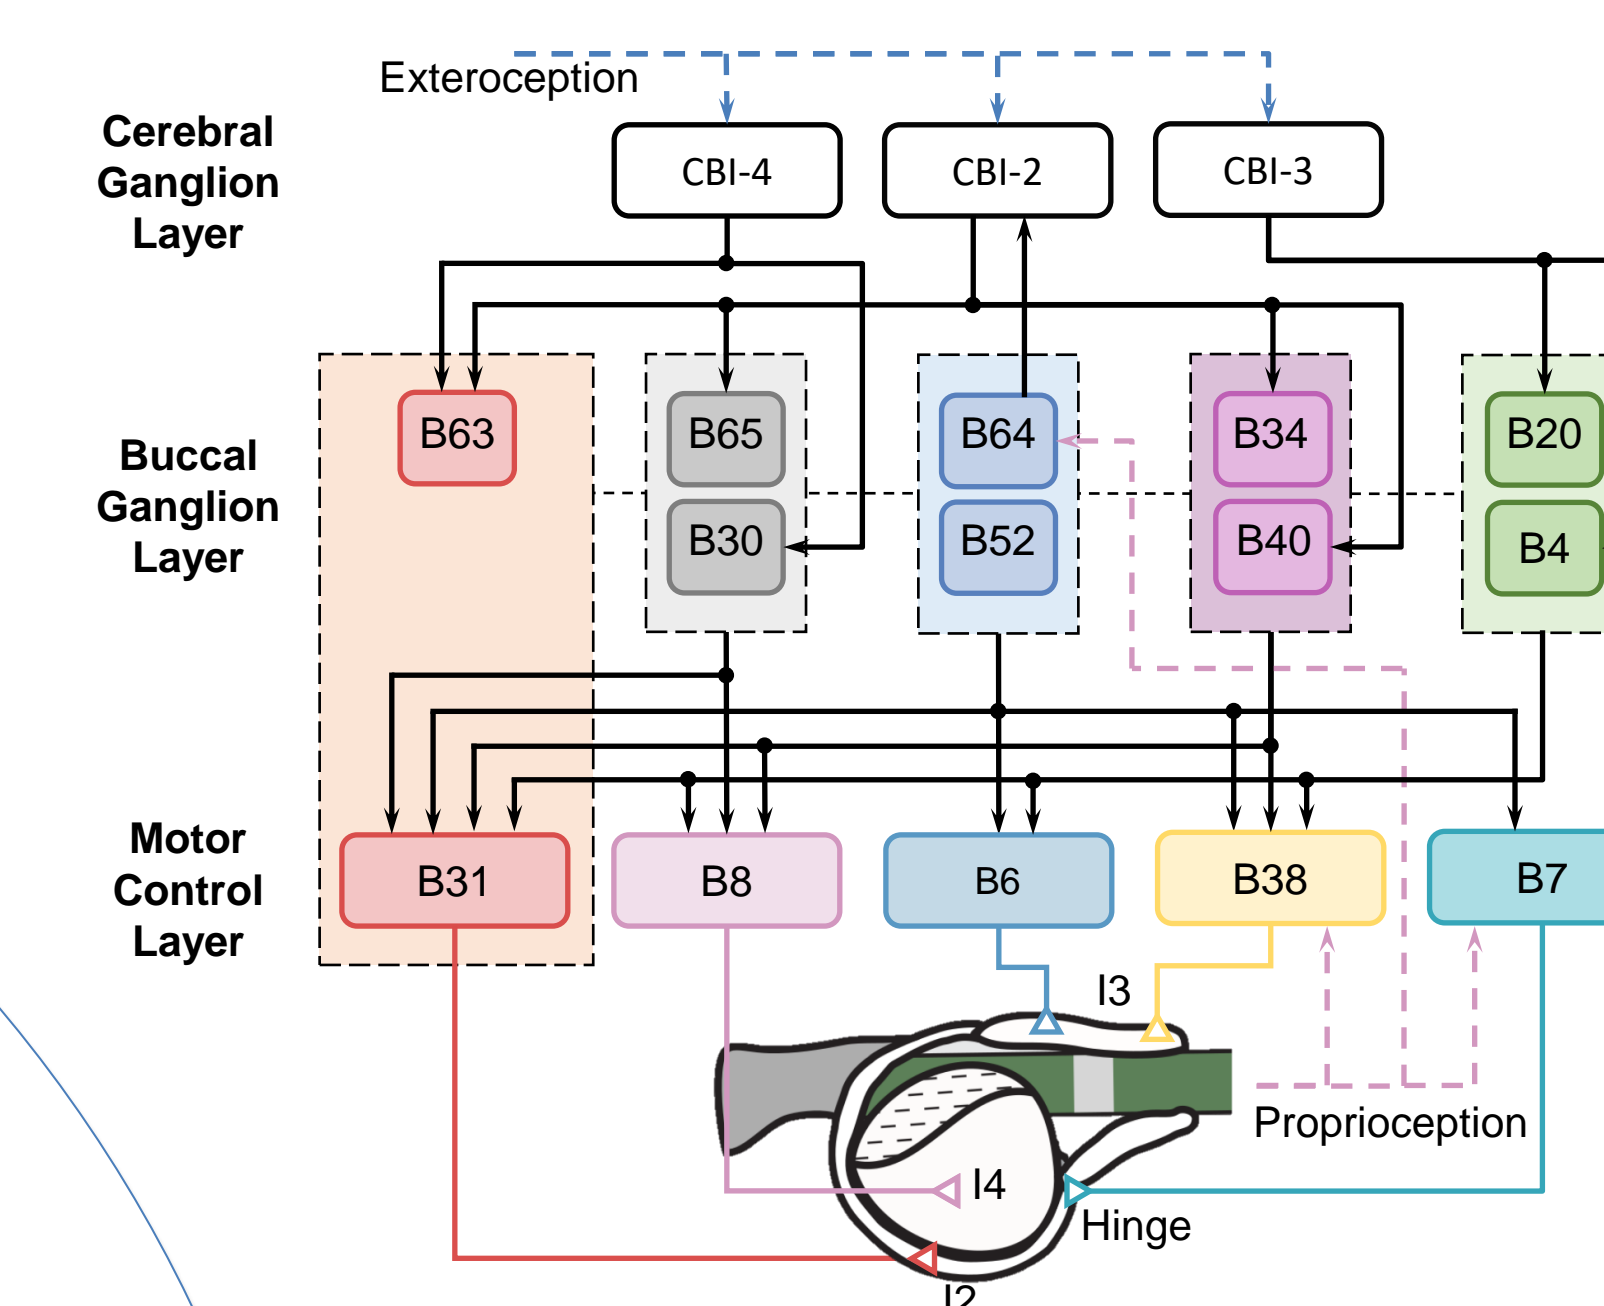 Exteroception
Cerebral
Ganglion
Layer
CBI-4
CBI-2
CBI-3
Buccal
Ganglion
Layer
B63
B65
B64
B34
B20
B30
B52
B40
B4
Motor
Control
Layer
B31
B8
B6
B38
B7
I3
Proprioception
I4
Hinge
I2